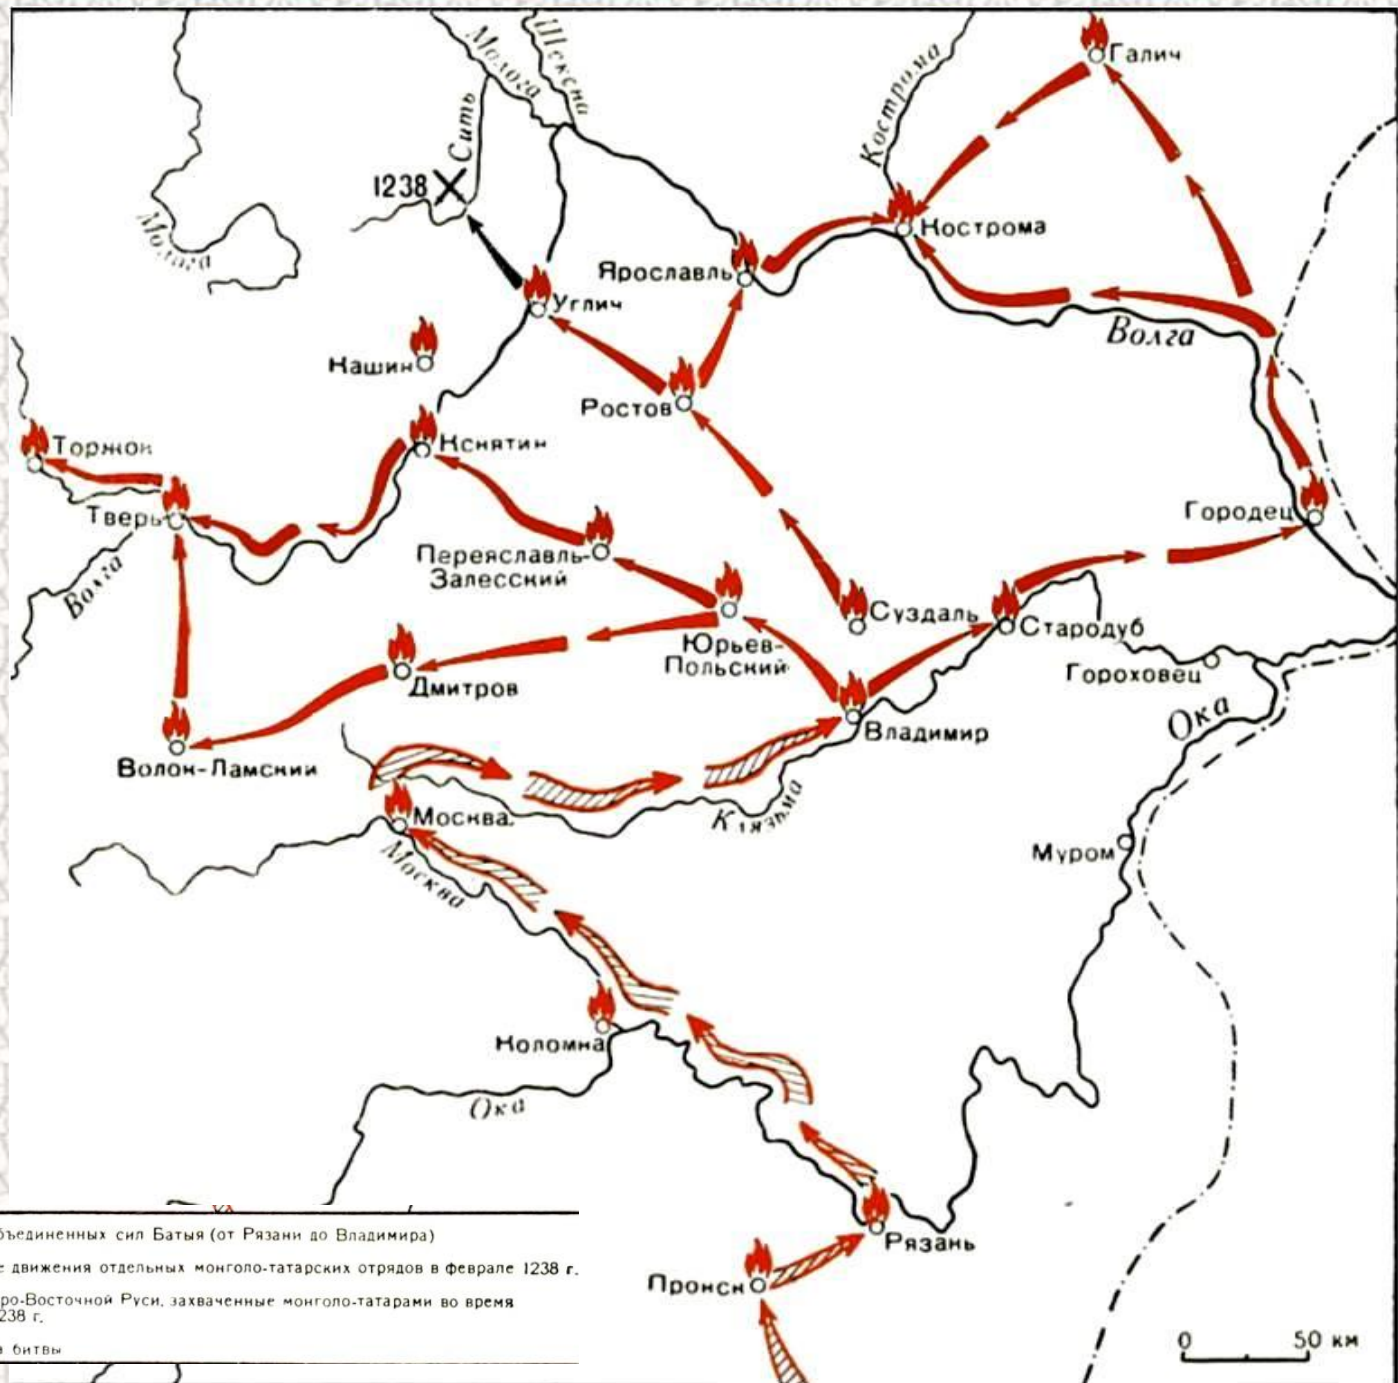 Молога
Шексна
Сить
Кострома
Галич
1238
Молога
Кострома
Ярославль
Углич
Волга
Кашин
Ростов
Торжок
Кснятин
Тверь
Городец
Волга
Переяславль-
Залесский
Суздаль
Стародуб
Юрьев-
Польский
Гороховец
Дмитров
Ока
Владимир
Волок-Ламский
Клязьма
Москва
Москва
Муром
Коломна
Ока
Рязань
Пронск
бъединенных сил Батыя (от Рязани до Владимира)
е движения отдельных монголо-татарских отрядов в феврале 1238 г.
ро-Восточной Руси, захваченные монголо-татарами во время
238 г.
битвы
0 50 км